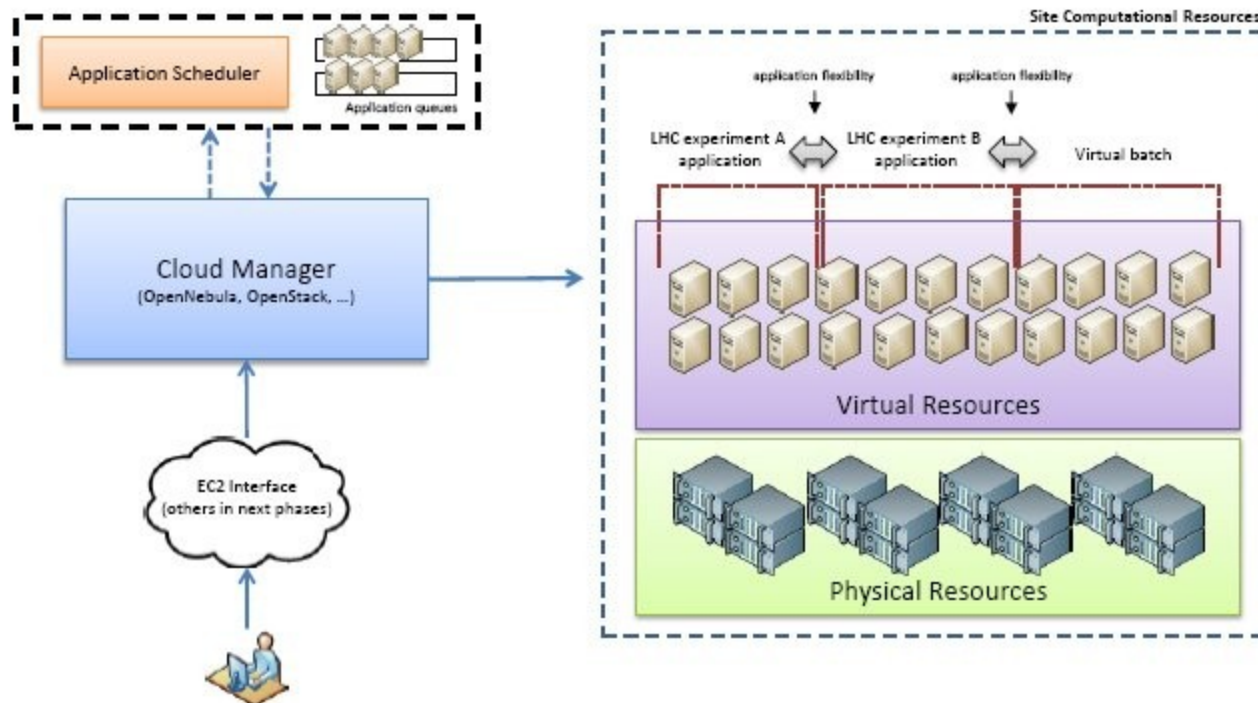 Site Computational Resources
Application Scheduler
Application queues
application flexibility
application flexibility
LHC experiment A
application
LHC experiment B
application
Virtual batch
Cloud Manager
(OpenNebula, OpenStack, ...)
Virtual Resources
EC2 Interface
(others in next phases)
Physical Resources